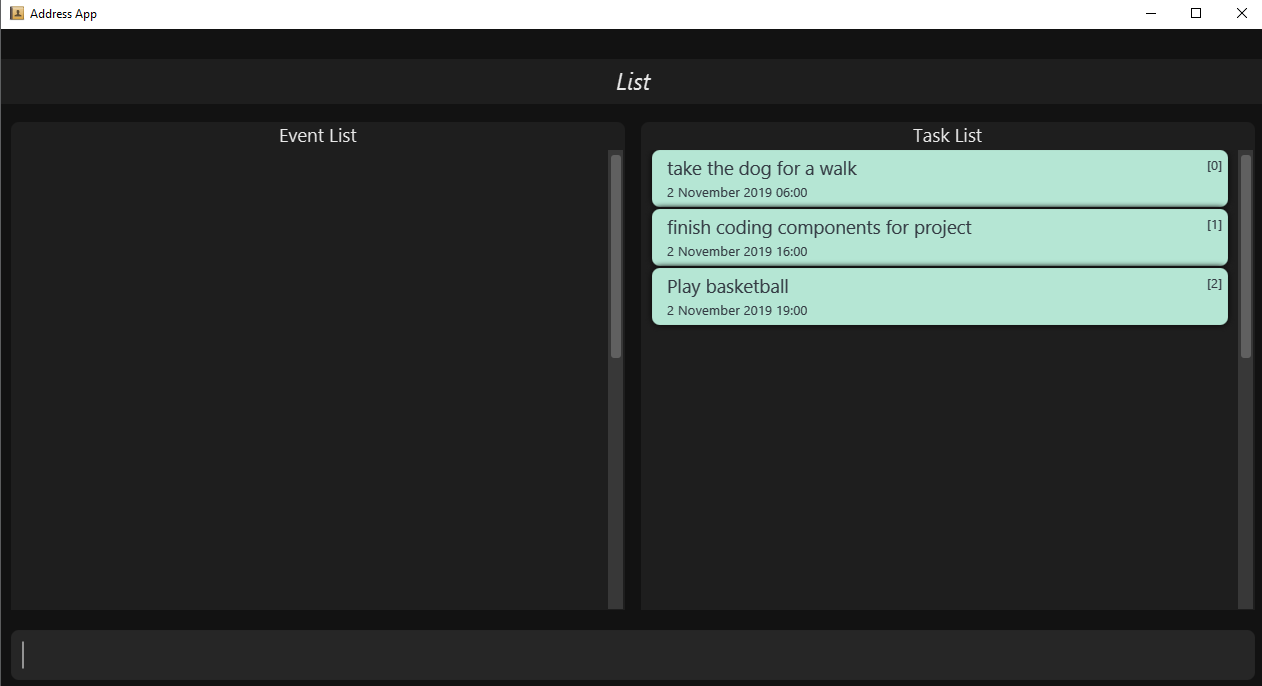 Address App
List
Event List
Task List
take the dog for a walk [0]
2 November 2019 06:00
finish coding components for project [1]
2 November 2019 16:00
Play basketball [2]
2 November 2019 19:00